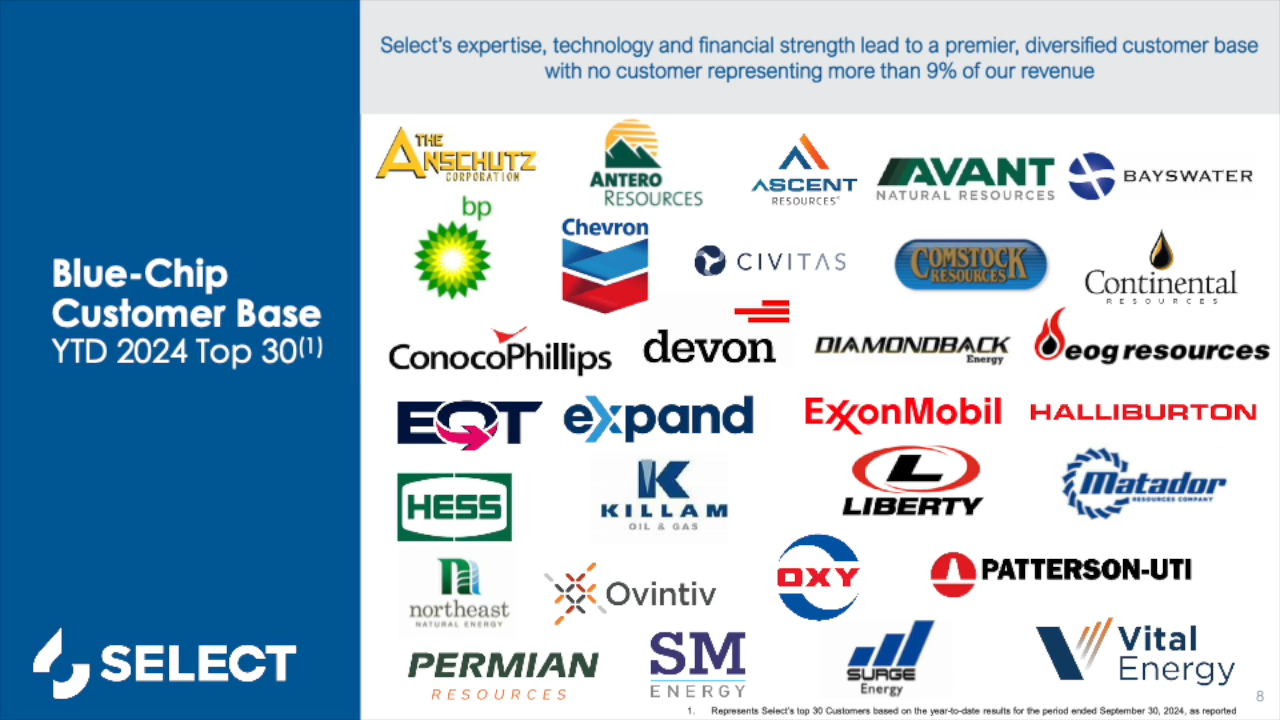 Select's expertise, technology and financial strength lead to a premier, diversified customer base
with no customer representing more than 9% of our revenue
Blue-Chip
Customer Base
YTD 2024 Top 30(1)
SELECT
THE
ANSCHUTZ
CORPORATION
ANTERO
RESOURCES
ASCENT
RESOURCES
AVANT
NATURAL RESOURCES
BAYSWATER
bp
Chevron
CIVITAS
COMSTOCK
RESOURCES
Continental
RESOURCES
ConocoPhillips
devon
DIAMONDBACK
Energy
eog resources
EQT
expand
ExxonMobil
HALLIBURTON
HESS
K
KILLAM
OIL & GAS
L
LIBERTY
Matador
RESOURCES COMPANY
n
northeast
NATURAL ENERGY
Ovintiv
OXY
PATTERSON-UTI
PERMIAN
RESOURCES
SM
ENERGY
SURGE
Energy
Vital
Energy
8
1. Represents Select's top 30 Customers based on the year-to-date results for the period ended September 30, 2024, as reported